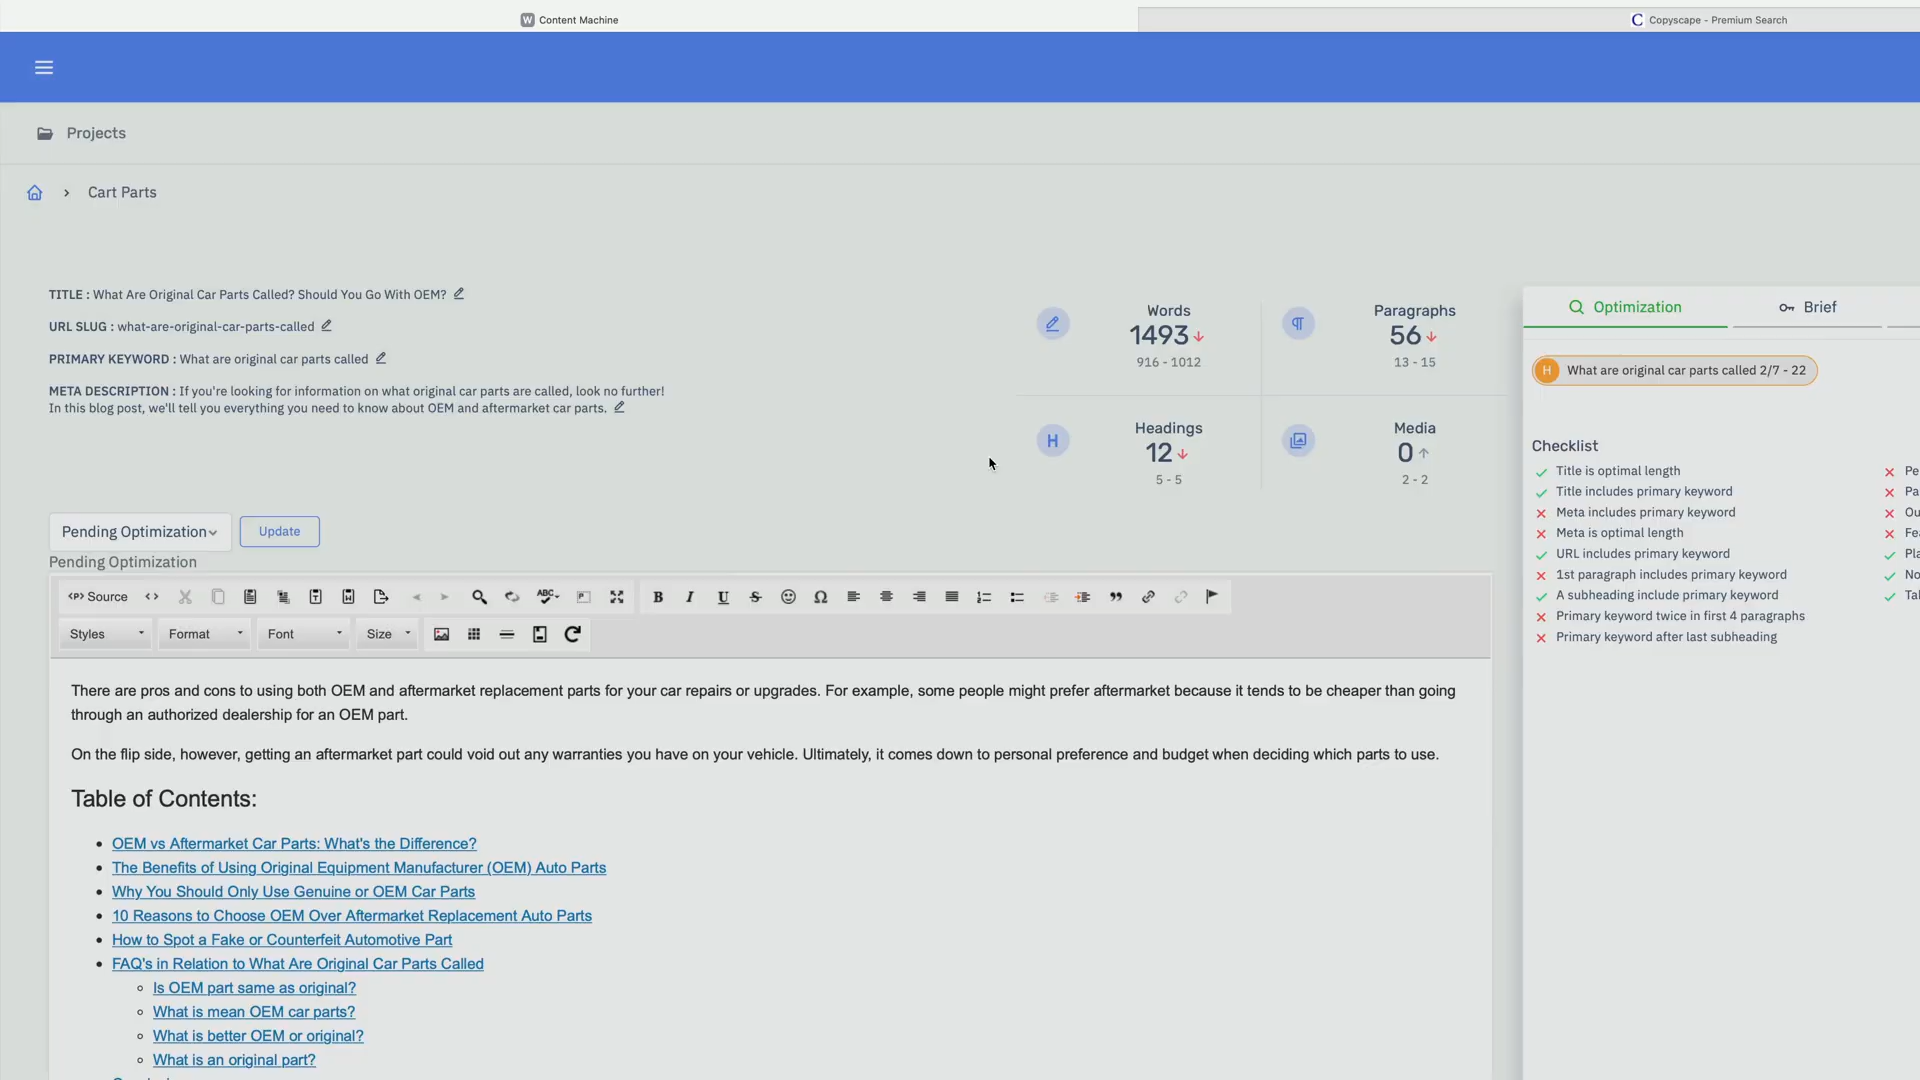 Content Machine
Copyscape - Premium Search
Projects
Cart Parts
TITLE : What Are Original Car Parts Called? Should You Go With OEM?
URL SLUG : what-are-original-car-parts-called
PRIMARY KEYWORD : What are original car parts called
META DESCRIPTION : If you're looking for information on what original car parts are called, look no further!
In this blog post, we'll tell you everything you need to know about OEM and aftermarket car parts.
Words
1493
916 - 1012
Paragraphs
56
13 - 15
Headings
12
5 - 5
Media
0
2 - 2
Pending Optimization
Update
Pending Optimization
Source
Styles
Format
Font
Size
There are pros and cons to using both OEM and aftermarket replacement parts for your car repairs or upgrades. For example, some people might prefer aftermarket because it tends to be cheaper than going
through an authorized dealership for an OEM part.
On the flip side, however, getting an aftermarket part could void out any warranties you have on your vehicle. Ultimately, it comes down to personal preference and budget when deciding which parts to use.
Table of Contents:
OEM vs Aftermarket Car Parts: What's the Difference?
The Benefits of Using Original Equipment Manufacturer (OEM) Auto Parts
Why You Should Only Use Genuine or OEM Car Parts
10 Reasons to Choose OEM Over Aftermarket Replacement Auto Parts
How to Spot a Fake or Counterfeit Automotive Part
FAQ's in Relation to What Are Original Car Parts Called
Is OEM part same as original?
What is mean OEM car parts?
What is better OEM or original?
What is an original part?
Optimization
Brief
H What are original car parts called 2/7 - 22
Checklist
Title is optimal length
Title includes primary keyword
Meta includes primary keyword
Meta is optimal length
URL includes primary keyword
1st paragraph includes primary keyword
A subheading include primary keyword
Primary keyword twice in first 4 paragraphs
Primary keyword after last subheading
Pe
Pa
Ou
Fe
Pl
No
Ta